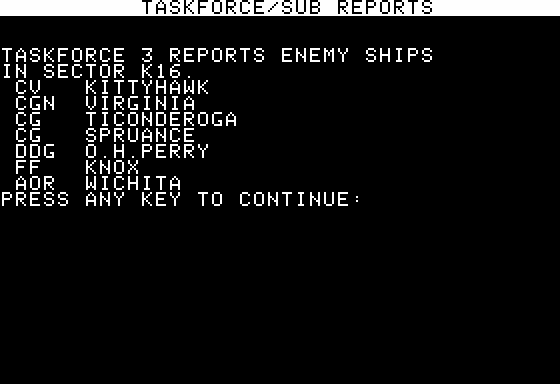 TASKFORCE/SUB REPORTS
TASKFORCE 3 REPORTS ENEMY SHIPS
IN SECTOR K16.
CV KITTYHAWK
CGN VIRGINIA
CG TICONDEROGA
CG SPRUANCE
DDG O.H.PERRY
FF KNOX
AOR WICHITA
PRESS ANY KEY TO CONTINUE: